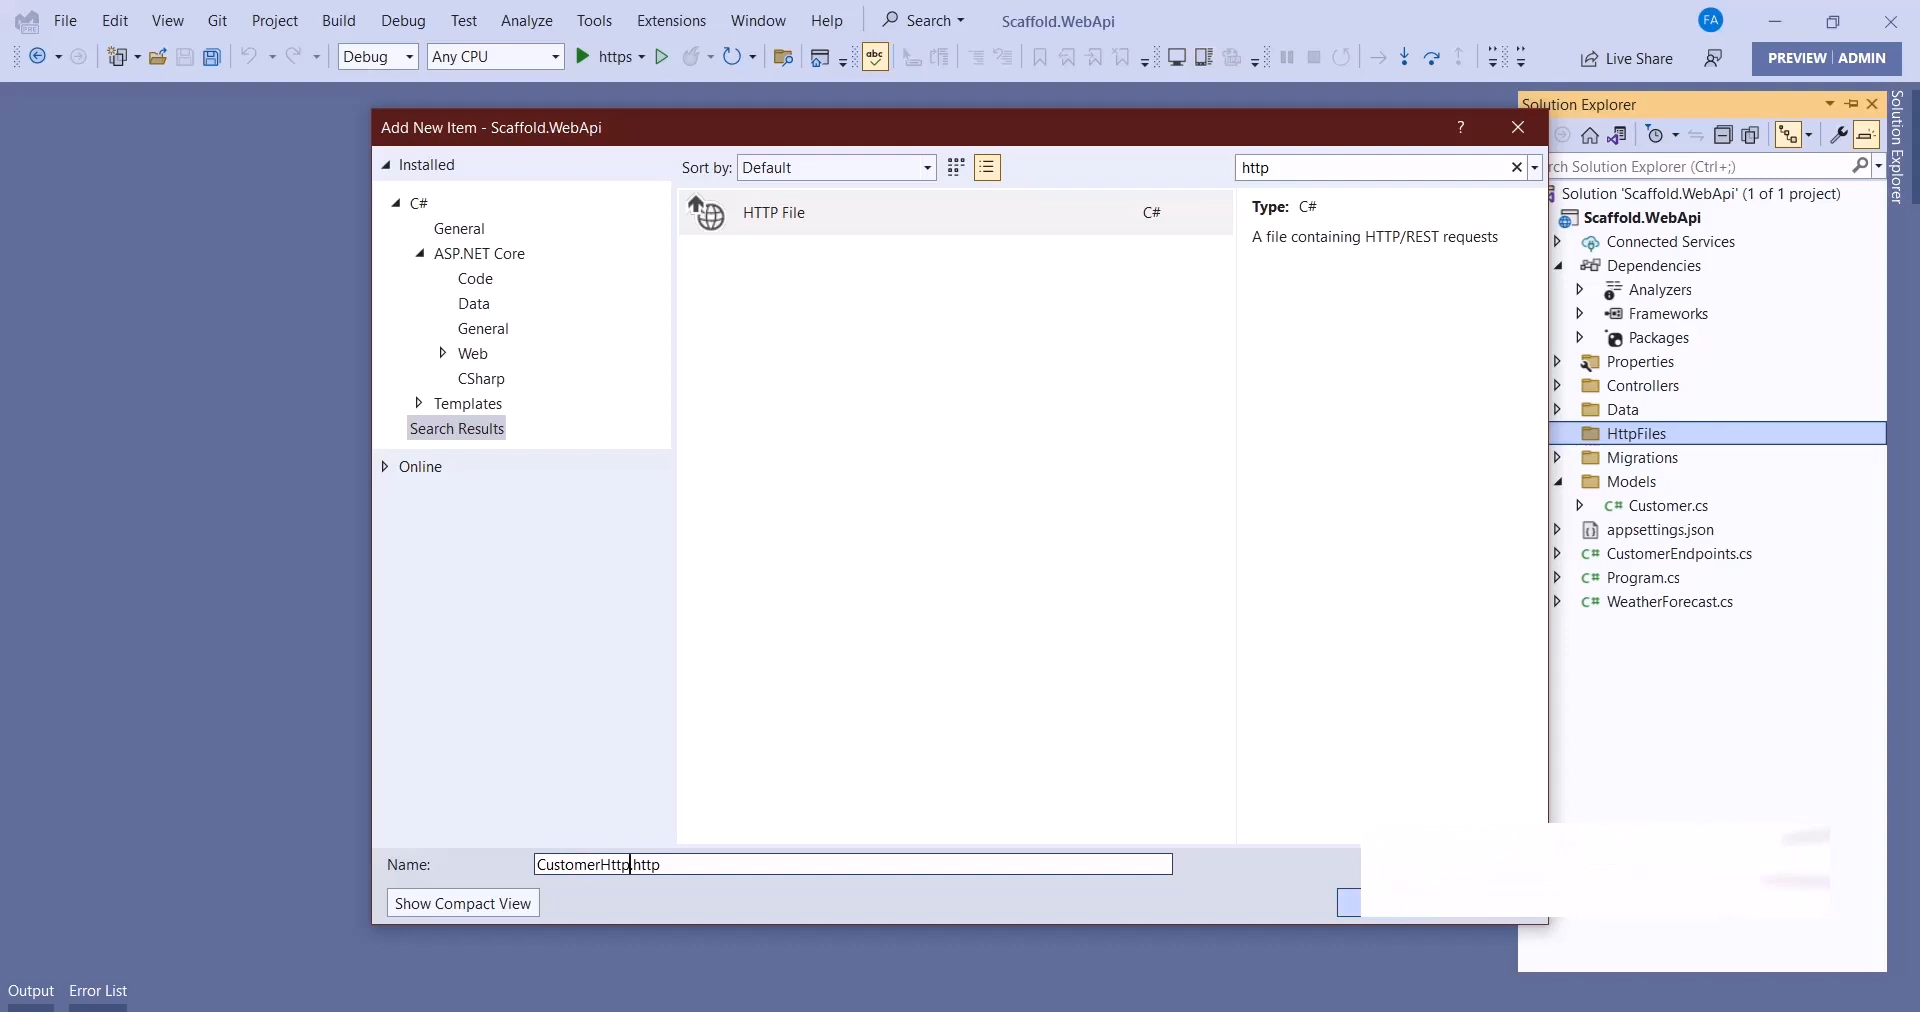 File Edit View Git Project Build Debug Test Analyze Tools Extensions Window Help Search Scaffold.WebApi FA
Debug Any CPU https abc Live Share PREVIEW ADMIN
Add New Item - Scaffold.WebApi ?
Installed
C#
General
ASP.NET Core
Code
Data
General
Web
CSharp
Templates
Search Results
Online
Sort by: Default
http
HTTP File C#
Type: C#
A file containing HTTP/REST requests
Name: CustomerHttp.http
Show Compact View
Solution Explorer
rch Solution Explorer (Ctrl+;)
Solution 'Scaffold.WebApi' (1 of 1 project)
Scaffold.WebApi
Connected Services
Dependencies
Analyzers
Frameworks
Packages
Properties
Controllers
Data
HttpFiles
Migrations
Models
C# Customer.cs
appsettings.json
C# CustomerEndpoints.cs
C# Program.cs
C# WeatherForecast.cs
Solution Explorer
Output Error List